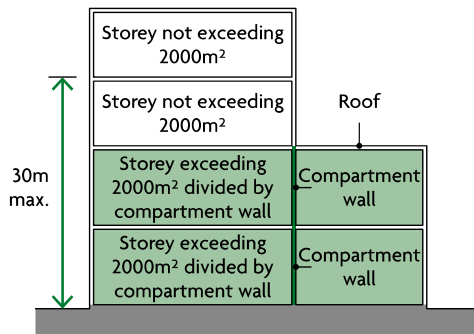 Storey not exceeding
2000m²
Storey not exceeding
2000m²
Roof
30m
max.
Storey exceeding
2000m² divided by
compartment wall
Compartment
wall
Storey exceeding
2000m² divided by
compartment wall
Compartment
wall